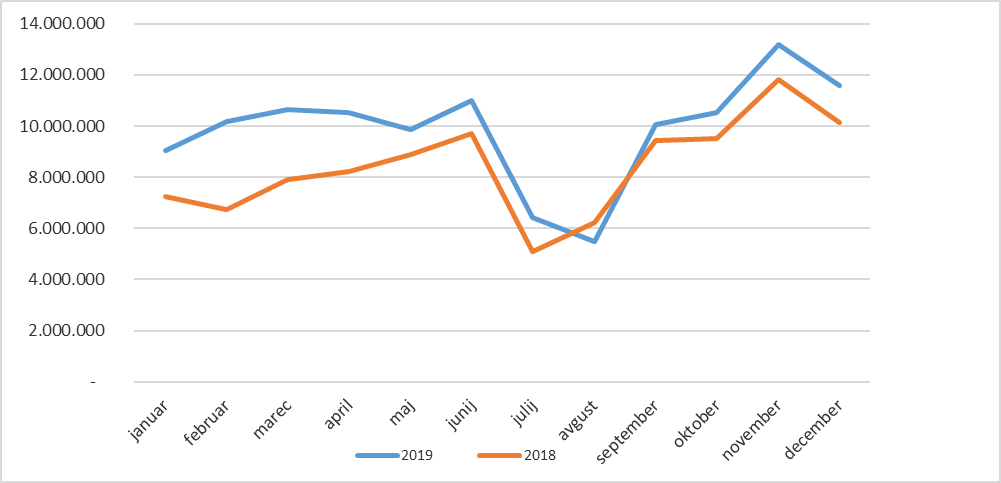 14.000.000
12.000.000
10.000.000
8.000.000
6.000.000
4.000.000
2.000.000
-
januar
februar
marec
april
maj
junij
julij
avgust
september
oktober
november
december
2019
2018